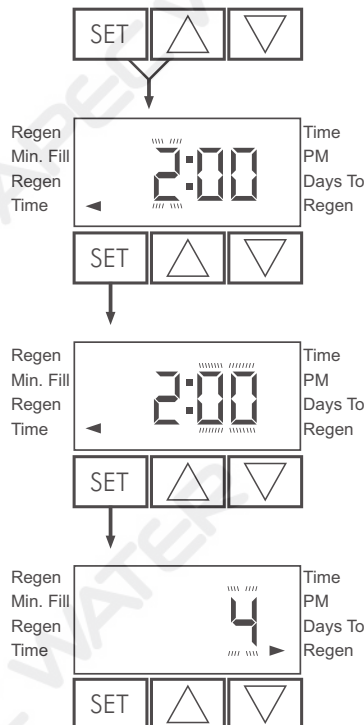 SET
Regen Time
Min. Fill 2:00 PM
Regen Days To
Time Regen
SET
Regen Time
Min. Fill 2:00 PM
Regen Days To
Time Regen
SET
Regen Time
Min. Fill 4 PM
Regen Days To
Time Regen
SET
APEC WATER